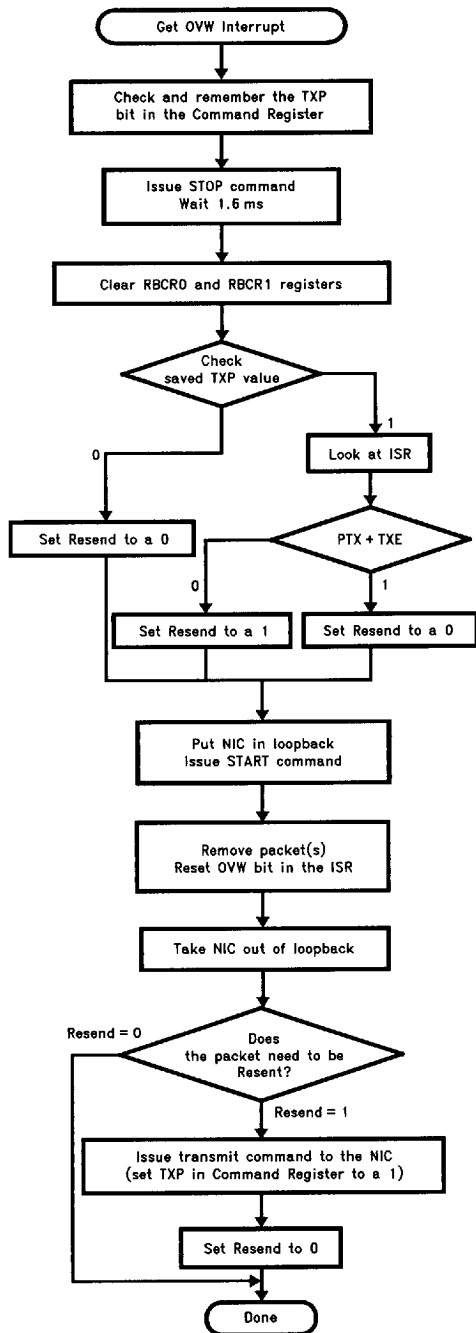 Get OVW Interrupt
Check and remember the TXP
bit in the Command Register
Issue STOP command
Wait 1.6 ms
Clear RBCR0 and RBCR1 registers
Check
saved TXP value
0
1
Look at ISR
Set Resend to a 0
PTX + TXE
0
1
Set Resend to a 1
Set Resend to a 0
Put NIC in loopback
Issue START command
Remove packet(s)
Reset OVW bit in the ISR
Take NIC out of loopback
Resend = 0
Does
the packet need to be
Resent?
Resend = 1
Issue transmit command to the NIC
(set TXP in Command Register to a 1)
Set Resend to 0
Done